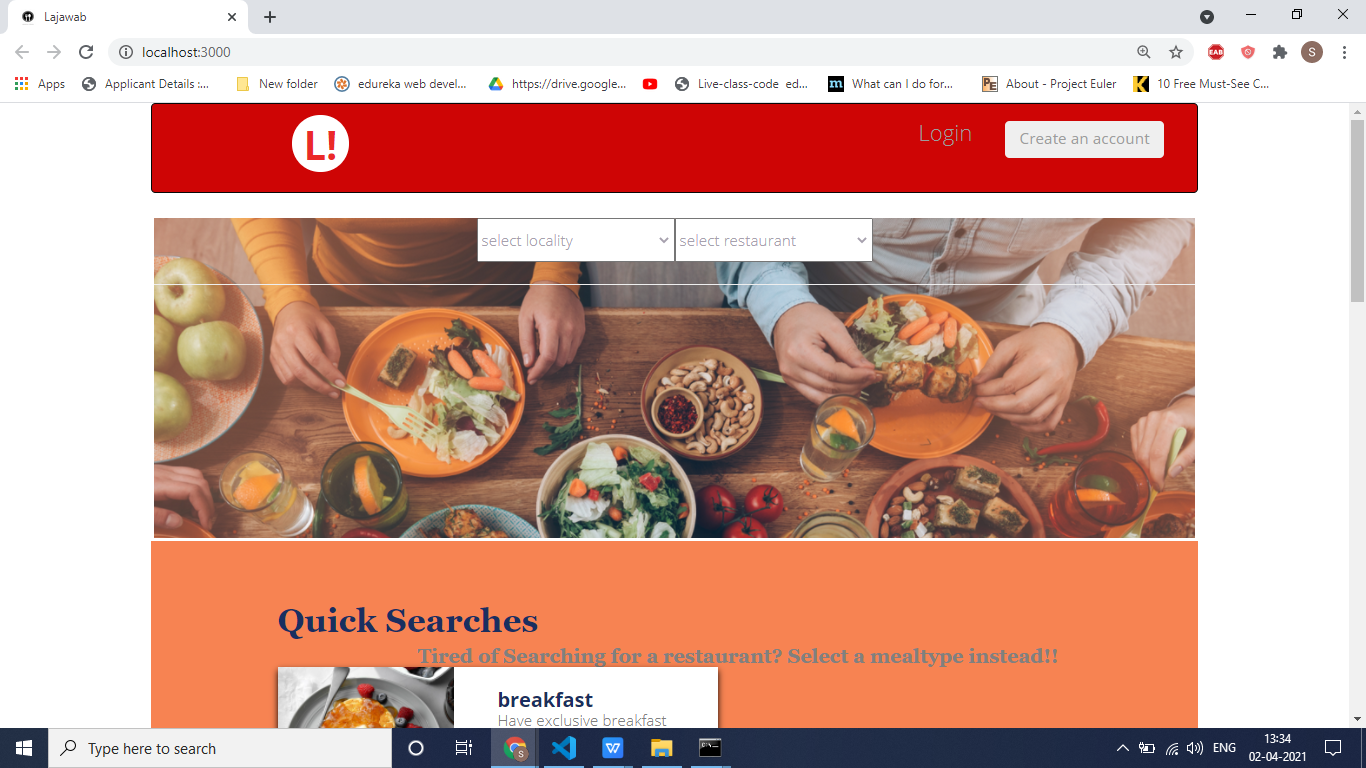 Lajawab
localhost:3000
Apps
Applicant Details :...
New folder
edureka web devel...
https://drive.google...
Live-class-code ed...
What can I do for...
About - Project Euler
10 Free Must-See C...
L!
Login
Create an account
select locality
select restaurant
Quick Searches
Tired of Searching for a restaurant? Select a mealtype instead!!
breakfast
Have exclusive breakfast
Type here to search
ENG
13:34
02-04-2021